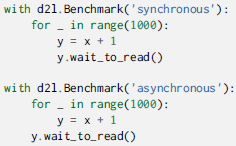 with d2l.Benchmark('synchronous'):
    for _ in range(1000):
        y = x + 1
        y.wait_to_read()

with d2l.Benchmark('asynchronous'):
    for _ in range(1000):
        y = x + 1
    y.wait_to_read()